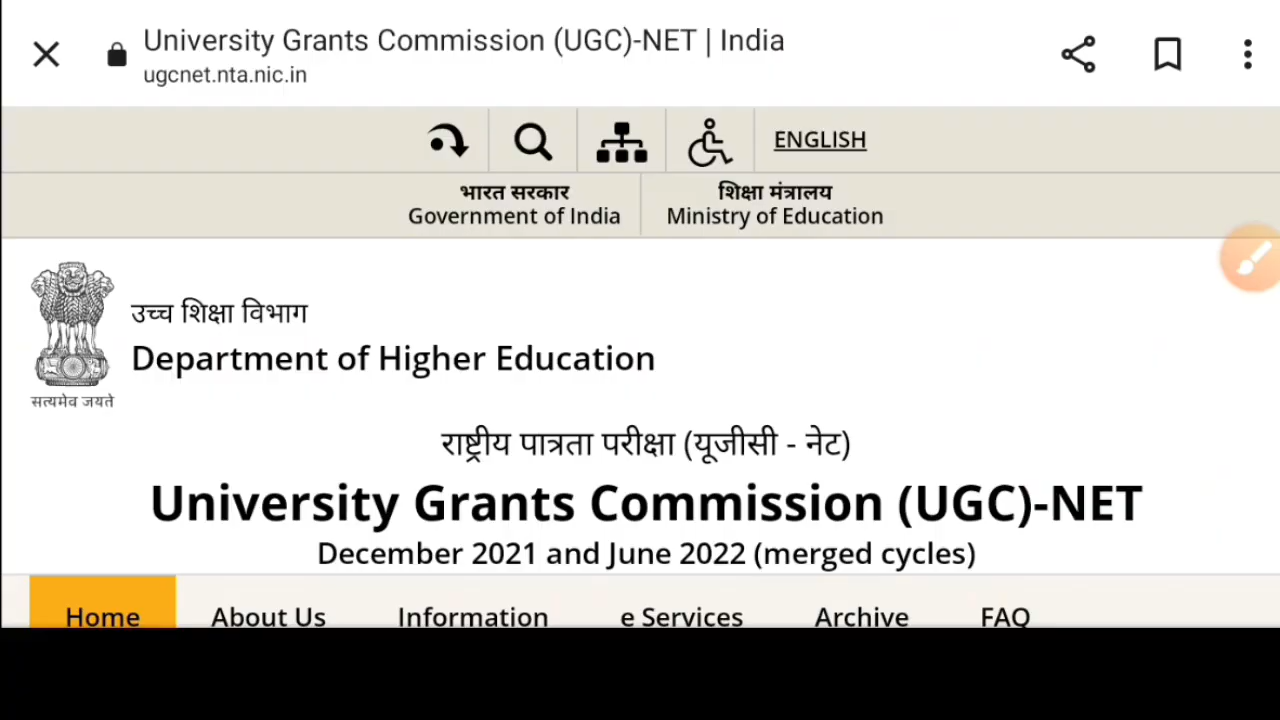 University Grants Commission (UGC)-NET | India
ugcnet.nta.nic.in
ENGLISH
भारत सरकार
Government of India
शिक्षा मंत्रालय
Ministry of Education
उच्च शिक्षा विभाग
Department of Higher Education
सत्यमेव जयते
राष्ट्रीय पात्रता परीक्षा (यूजीसी - नेट)
University Grants Commission (UGC)-NET
December 2021 and June 2022 (merged cycles)
Home About Us Information e Services Archive FAQ